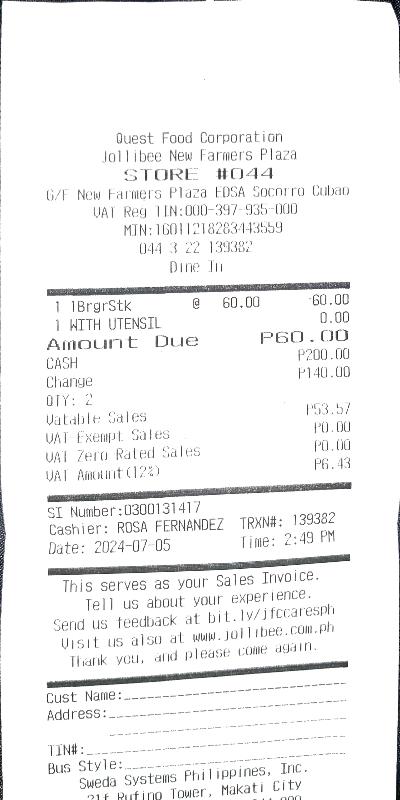 Quest Food Corporation
Jollibee New Farmers Plaza
STORE #044
G/F New Farmers Plaza EDSA Socorro Cubao
VAT Reg TIN:000-397-935-000
MIN:16011218283443559
044 3 22 139382
Dine In
1 1BrgrStk @ 60.00 60.00
1 WITH UTENSIL 0.00
Amount Due P60.00
CASH P200.00
Change P140.00
QTY: 2
Vatable Sales P53.57
VAT Exempt Sales P0.00
VAT Zero Rated Sales P0.00
VAT Amount(12%) P6.43
SI Number:0300131417
Cashier: ROSA FERNANDEZ TRXN#: 139382
Date: 2024-07-05 Time: 2:49 PM
This serves as your Sales Invoice.
Tell us about your experience.
Send us feedback at bit.ly/jfccaresph
Visit us also at www.jollibee.com.ph
Thank you, and please come again.
Cust Name:
Address:
TIN#:
Bus Style:
Sweda Systems Philippines, Inc.
21f Rufino Tower, Makati City